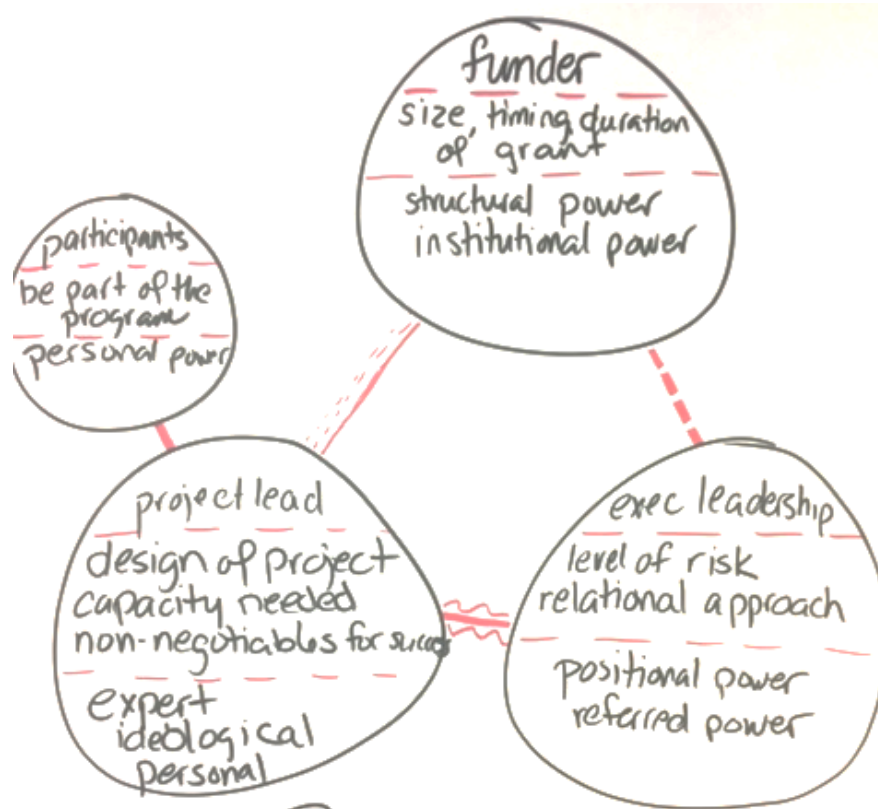 funder
size, timing, duration
of grant
structural power
institutional power
participants
be part of the
program
personal power
project lead
design of project
capacity needed
non-negotiables for success
expert
ideological
personal
exec leadership
level of risk
relational approach
positional power
referred power